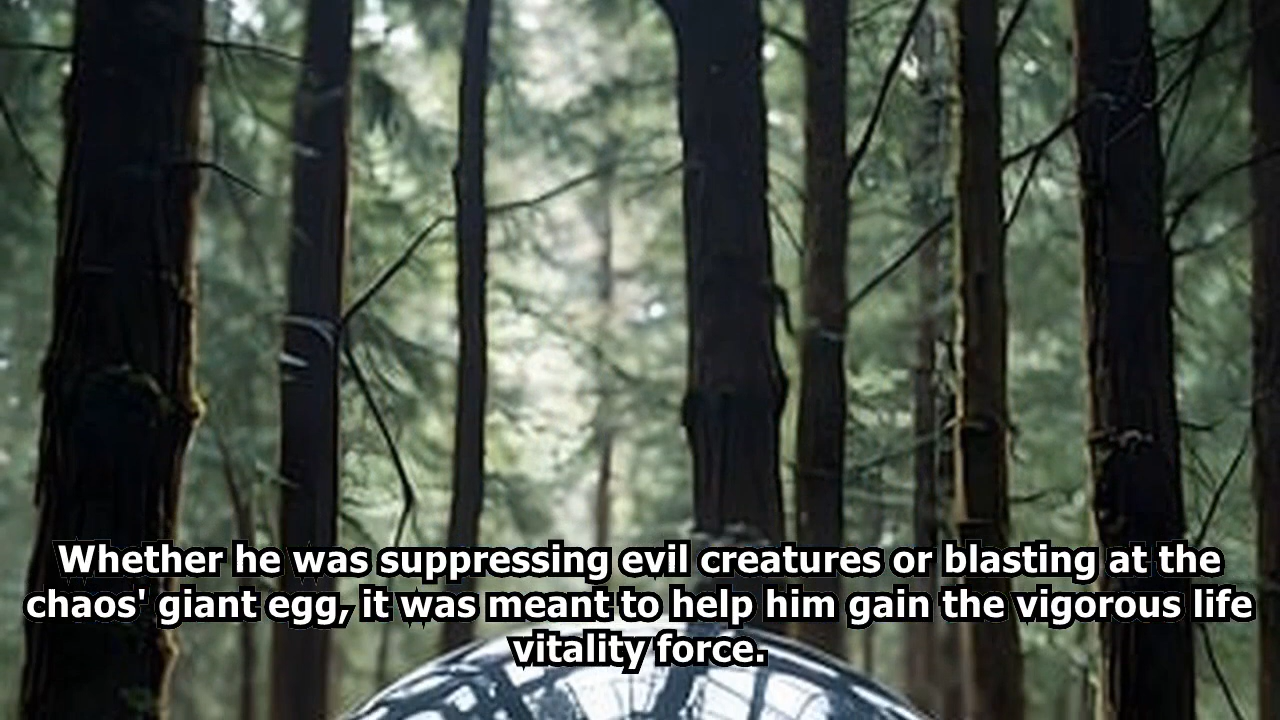 Whether he was suppressing evil creatures or blasting at the
chaos' giant egg, it was meant to help him gain the vigorous life
vitality force.